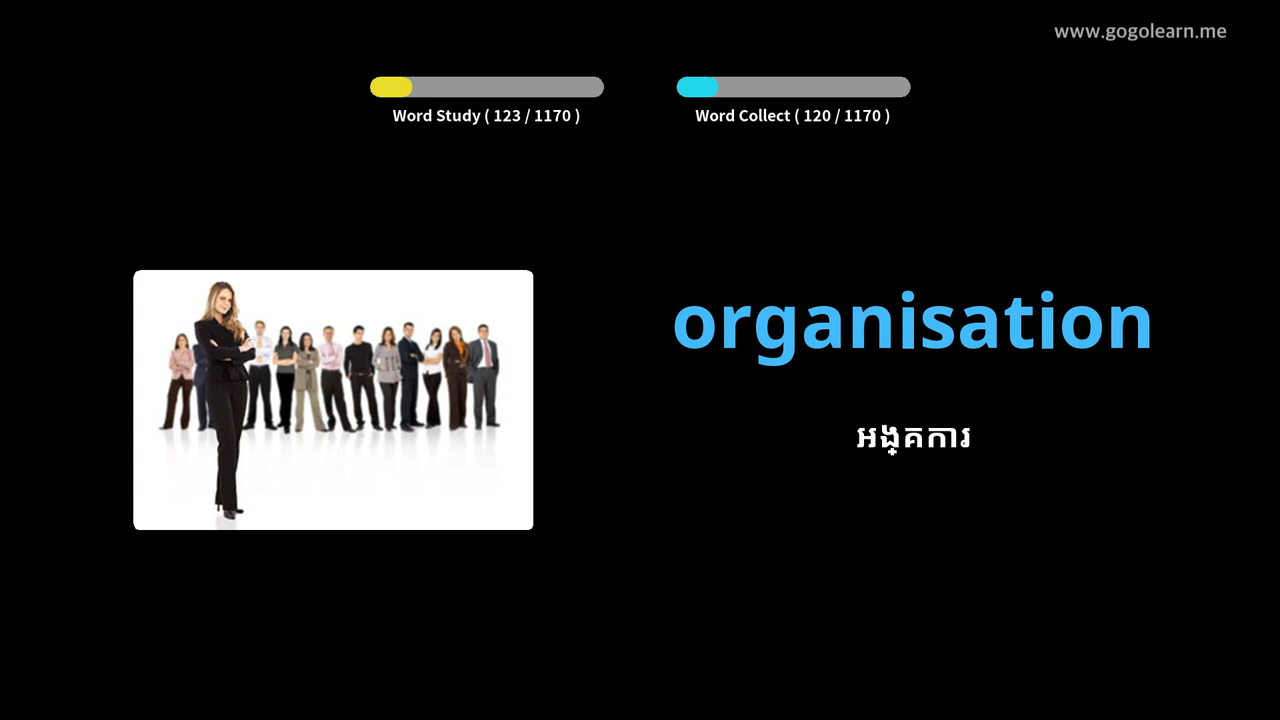 www.gogolearn.me
Word Study ( 123 / 1170 )
Word Collect ( 120 / 1170 )
organisation
អង្គការ